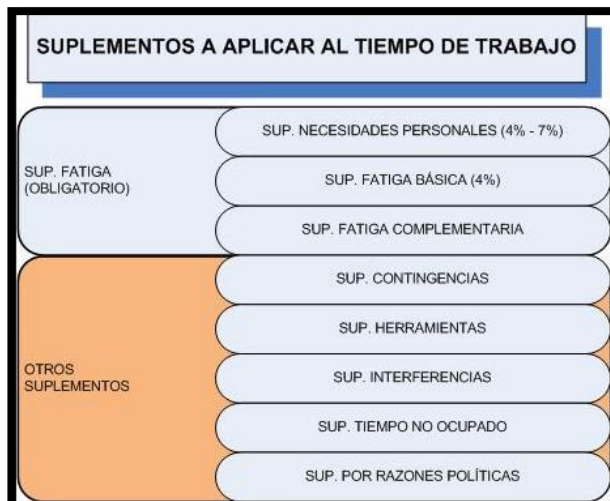 SUPLEMENTOS A APLICAR AL TIEMPO DE TRABAJO
SUP. FATIGA
(OBLIGATORIO)
SUP. NECESIDADES PERSONALES (4% - 7%)
SUP. FATIGA BÁSICA (4%)
SUP. FATIGA COMPLEMENTARIA
OTROS
SUPLEMENTOS
SUP. CONTINGENCIAS
SUP. HERRAMIENTAS
SUP. INTERFERENCIAS
SUP. TIEMPO NO OCUPADO
SUP. POR RAZONES POLÍTICAS